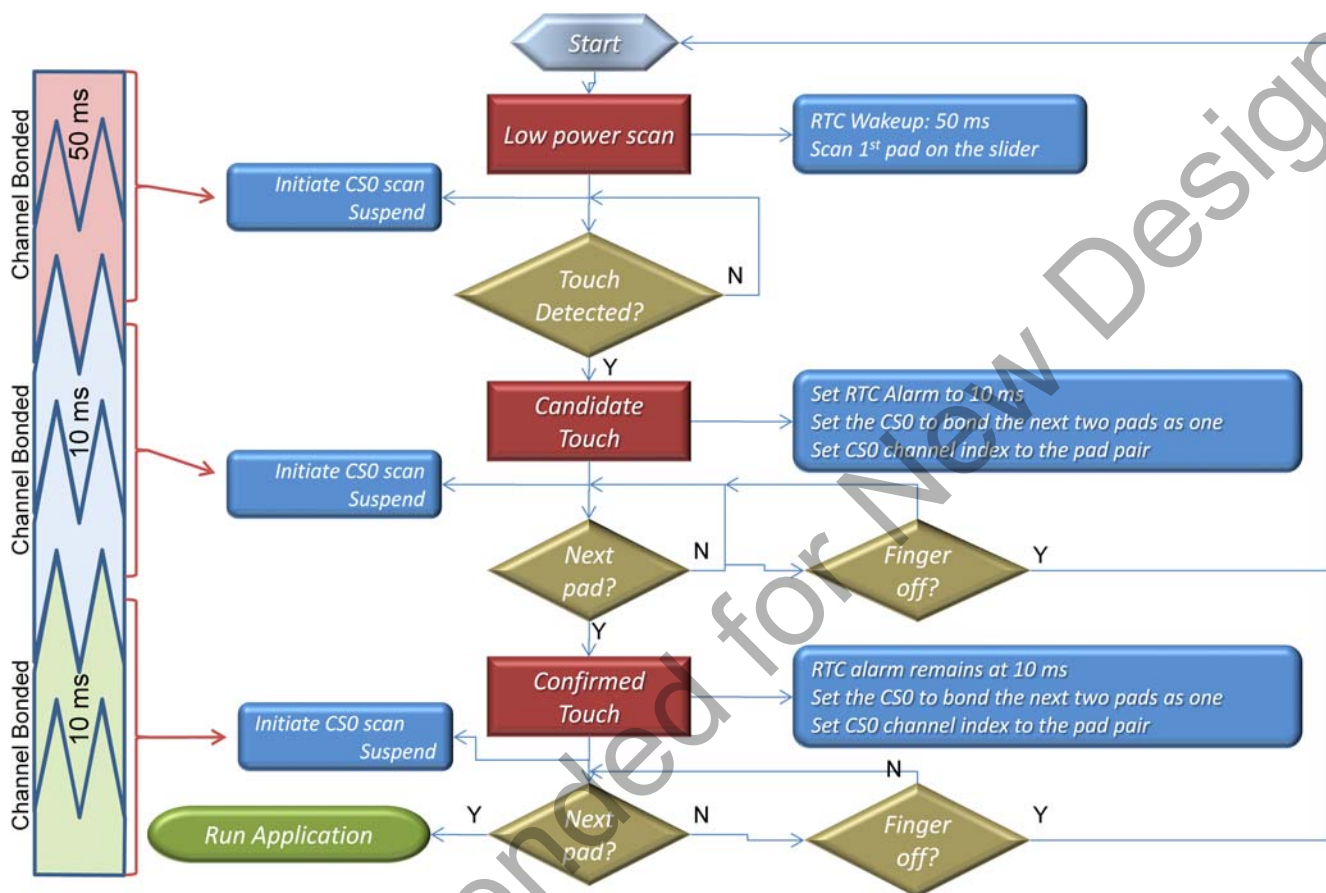 Start
Low power scan
RTC Wakeup: 50 ms
Scan 1st pad on the slider
Channel Bonded
50 ms
Initiate CS0 scan
Suspend
Touch
Detected?
N
Y
Candidate
Touch
Set RTC Alarm to 10 ms
Set the CS0 to bond the next two pads as one
Set CS0 channel index to the pad pair
Channel Bonded
10 ms
Initiate CS0 scan
Suspend
Next
pad?
N
Finger
off?
Y
Y
Confirmed
Touch
RTC alarm remains at 10 ms
Set the CS0 to bond the next two pads as one
Set CS0 channel index to the pad pair
Channel Bonded
10 ms
Initiate CS0 scan
Suspend
N
Run Application
Y
Next
pad?
N
Finger
off?
Y
ended for New Design